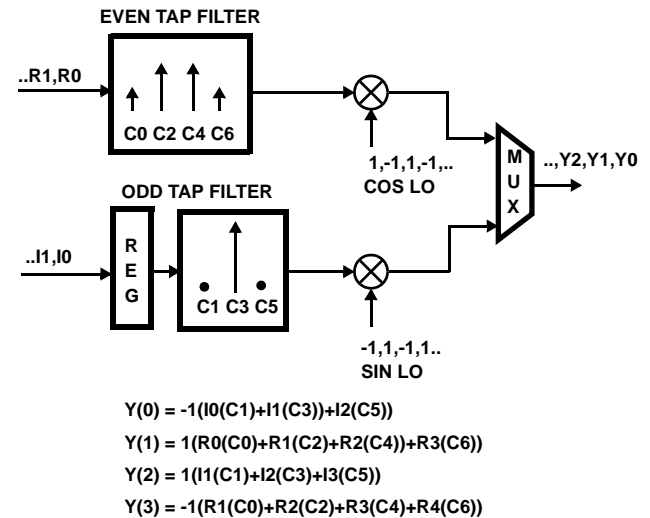 EVEN TAP FILTER
..R1,R0
C0 C2 C4 C6
1,-1,1,-1,..
COS LO
MUX
..,Y2,Y1,Y0
ODD TAP FILTER
..I1,I0
REG
C1 C3 C5
-1,1,-1,1..
SIN LO
Y(0) = -1(I0(C1)+I1(C3))+I2(C5))
Y(1) = 1(R0(C0)+R1(C2)+R2(C4))+R3(C6))
Y(2) = 1(I1(C1)+I2(C3)+I3(C5))
Y(3) = -1(R1(C0)+R2(C2)+R3(C4)+R4(C6))